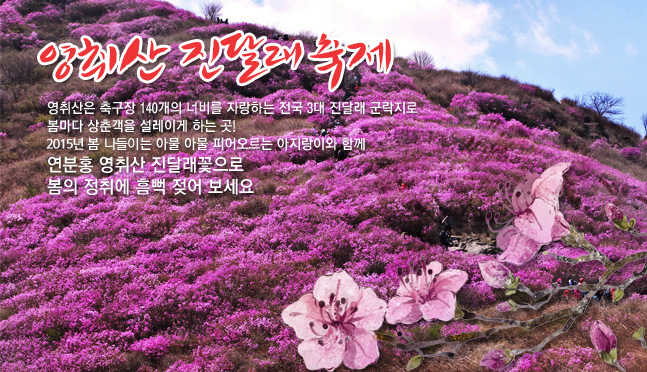 영취산 진달래 축제
영취산은 축구장 140개의 너비를 자랑하는 전국 3대 진달래 군락지로
봄마다 상춘객을 설레이게 하는 곳!
2015년 봄 나들이는 아물 아물 피어오르는 아지랑이와 함께
연분홍 영취산 진달래꽃으로
봄의 정취에 흠뻑 젖어 보세요